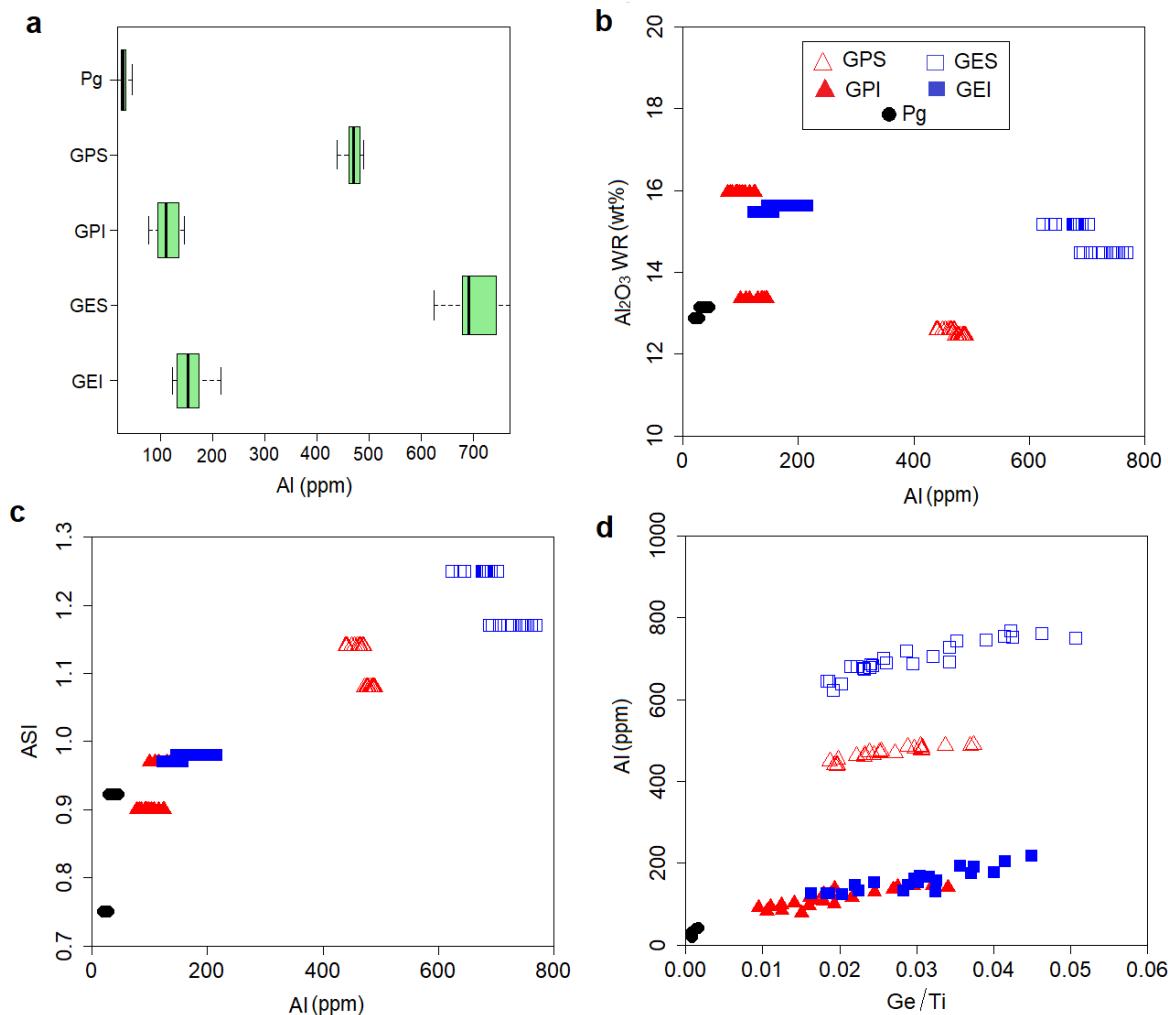 a
Pg
GPS
GPI
GES
GEI
100 200 300 400 500 600 700
Al (ppm)
b
GPS GES
GPI GEI
Pg
Al₂O₃ WR (wt%)
20
18
16
14
12
10
0 200 400 600 800
Al (ppm)
c
ASI
1.3
1.2
1.1
1.0
0.9
0.8
0.7
0 200 400 600 800
Al (ppm)
d
Al (ppm)
1000
800
600
400
200
0
0.00 0.01 0.02 0.03 0.04 0.05 0.06
Ge/Ti